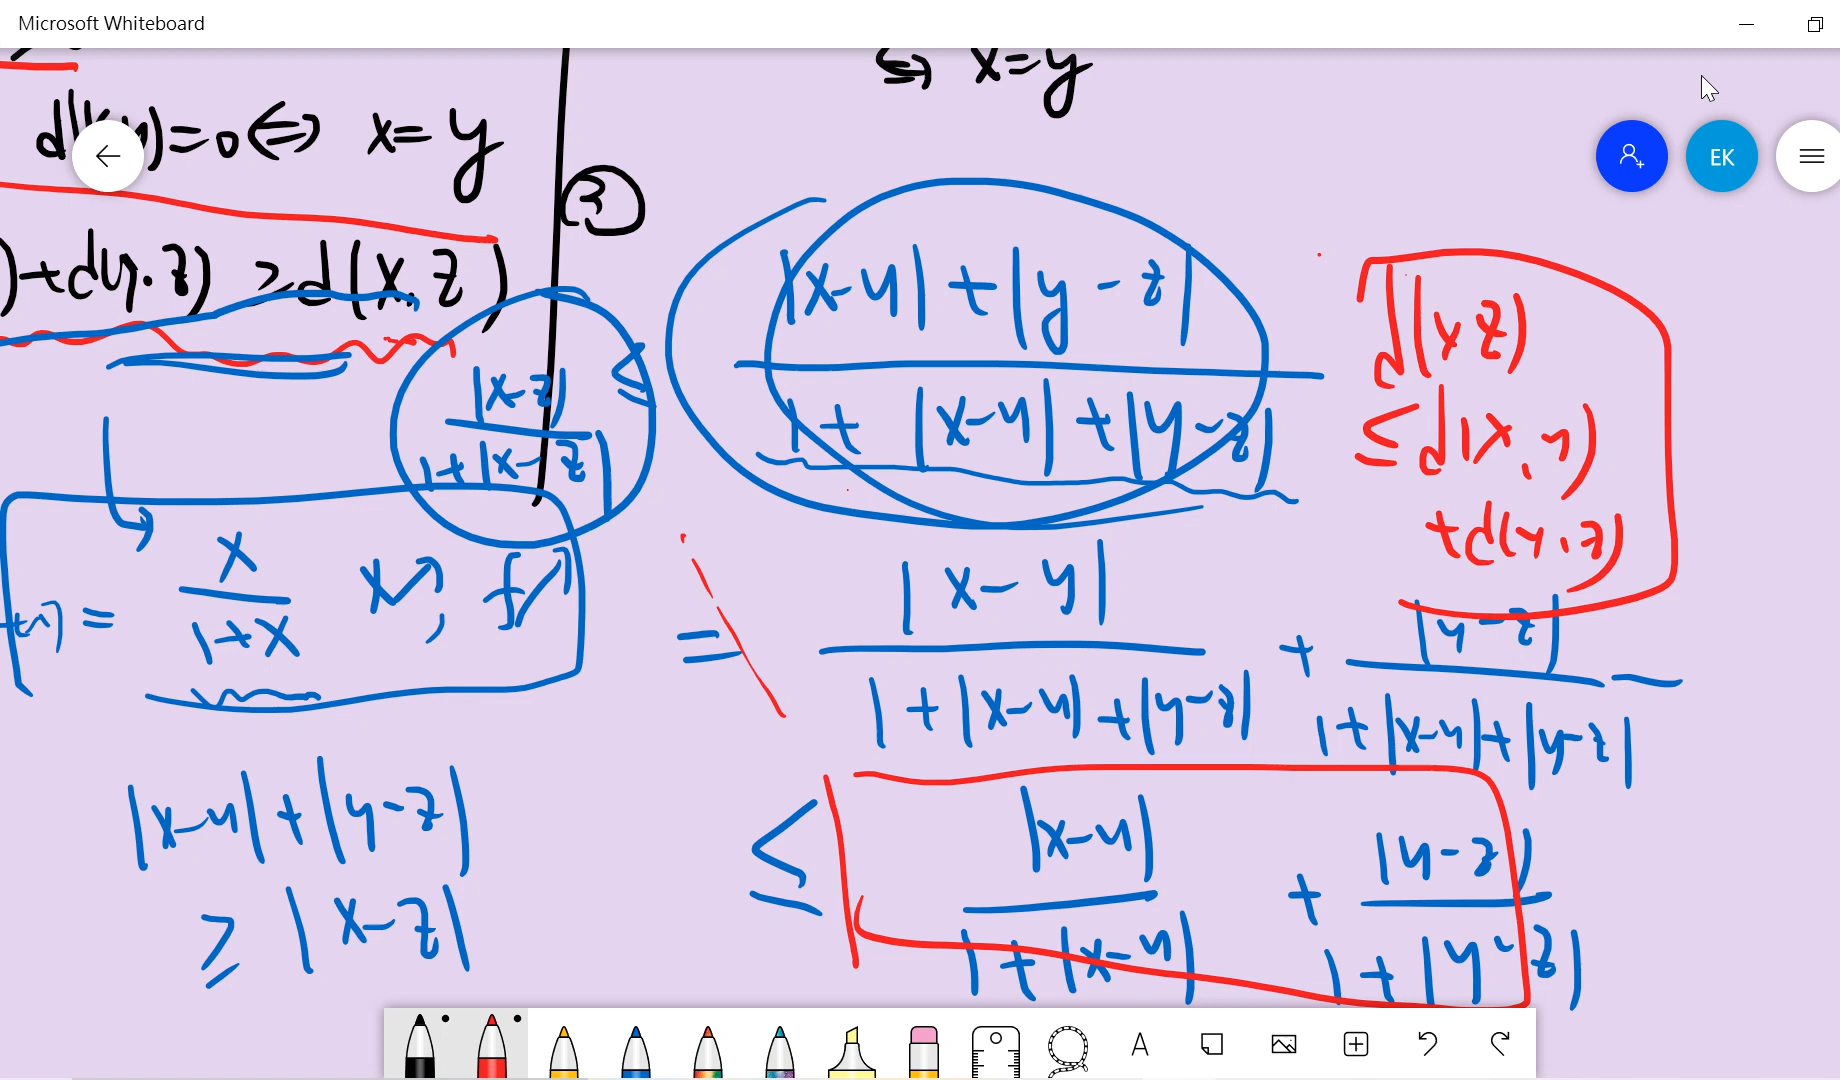 Microsoft Whiteboard
⇔ x=y
d(x,y)=0 ⇔ x=y
EK
③
)+d(y.z) ≥d(x,z)
|x-y|+|y-z|
1+|x-y|+|y-z|
|x-z|
1+|x-z|
≤
d(x z)
≤d(x,y)
+d(y,z)
= x
1+x
x↗, f↗
= |x-y|
1+|x-y|+|y-z|
+ |y-z|
1+|x-y|+|y-z|
|x-y|+|y-z|
≥ |x-z|
≤ |x-y|
1+|x-y|
+ |y-z|
1+|y-z|
A